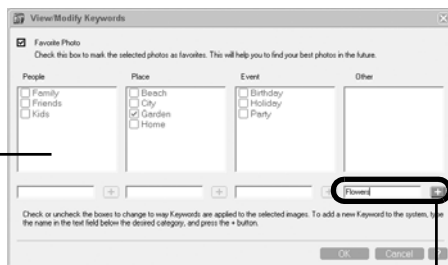 View/Modify Keywords
Favorite Photo
Check this box to mark the selected photos as favorites. This will help you to find your best photos in the future.
People
Place
Event
Other
Family
Friends
Kids
Beach
City
Garden
Home
Birthday
Holiday
Party
Flowers
Check or uncheck the boxes to change to way Keywords are applied to the selected images. To add a new Keyword to the system, type
the name in the text field below the desired category, and press the + button.
OK
Cancel
?